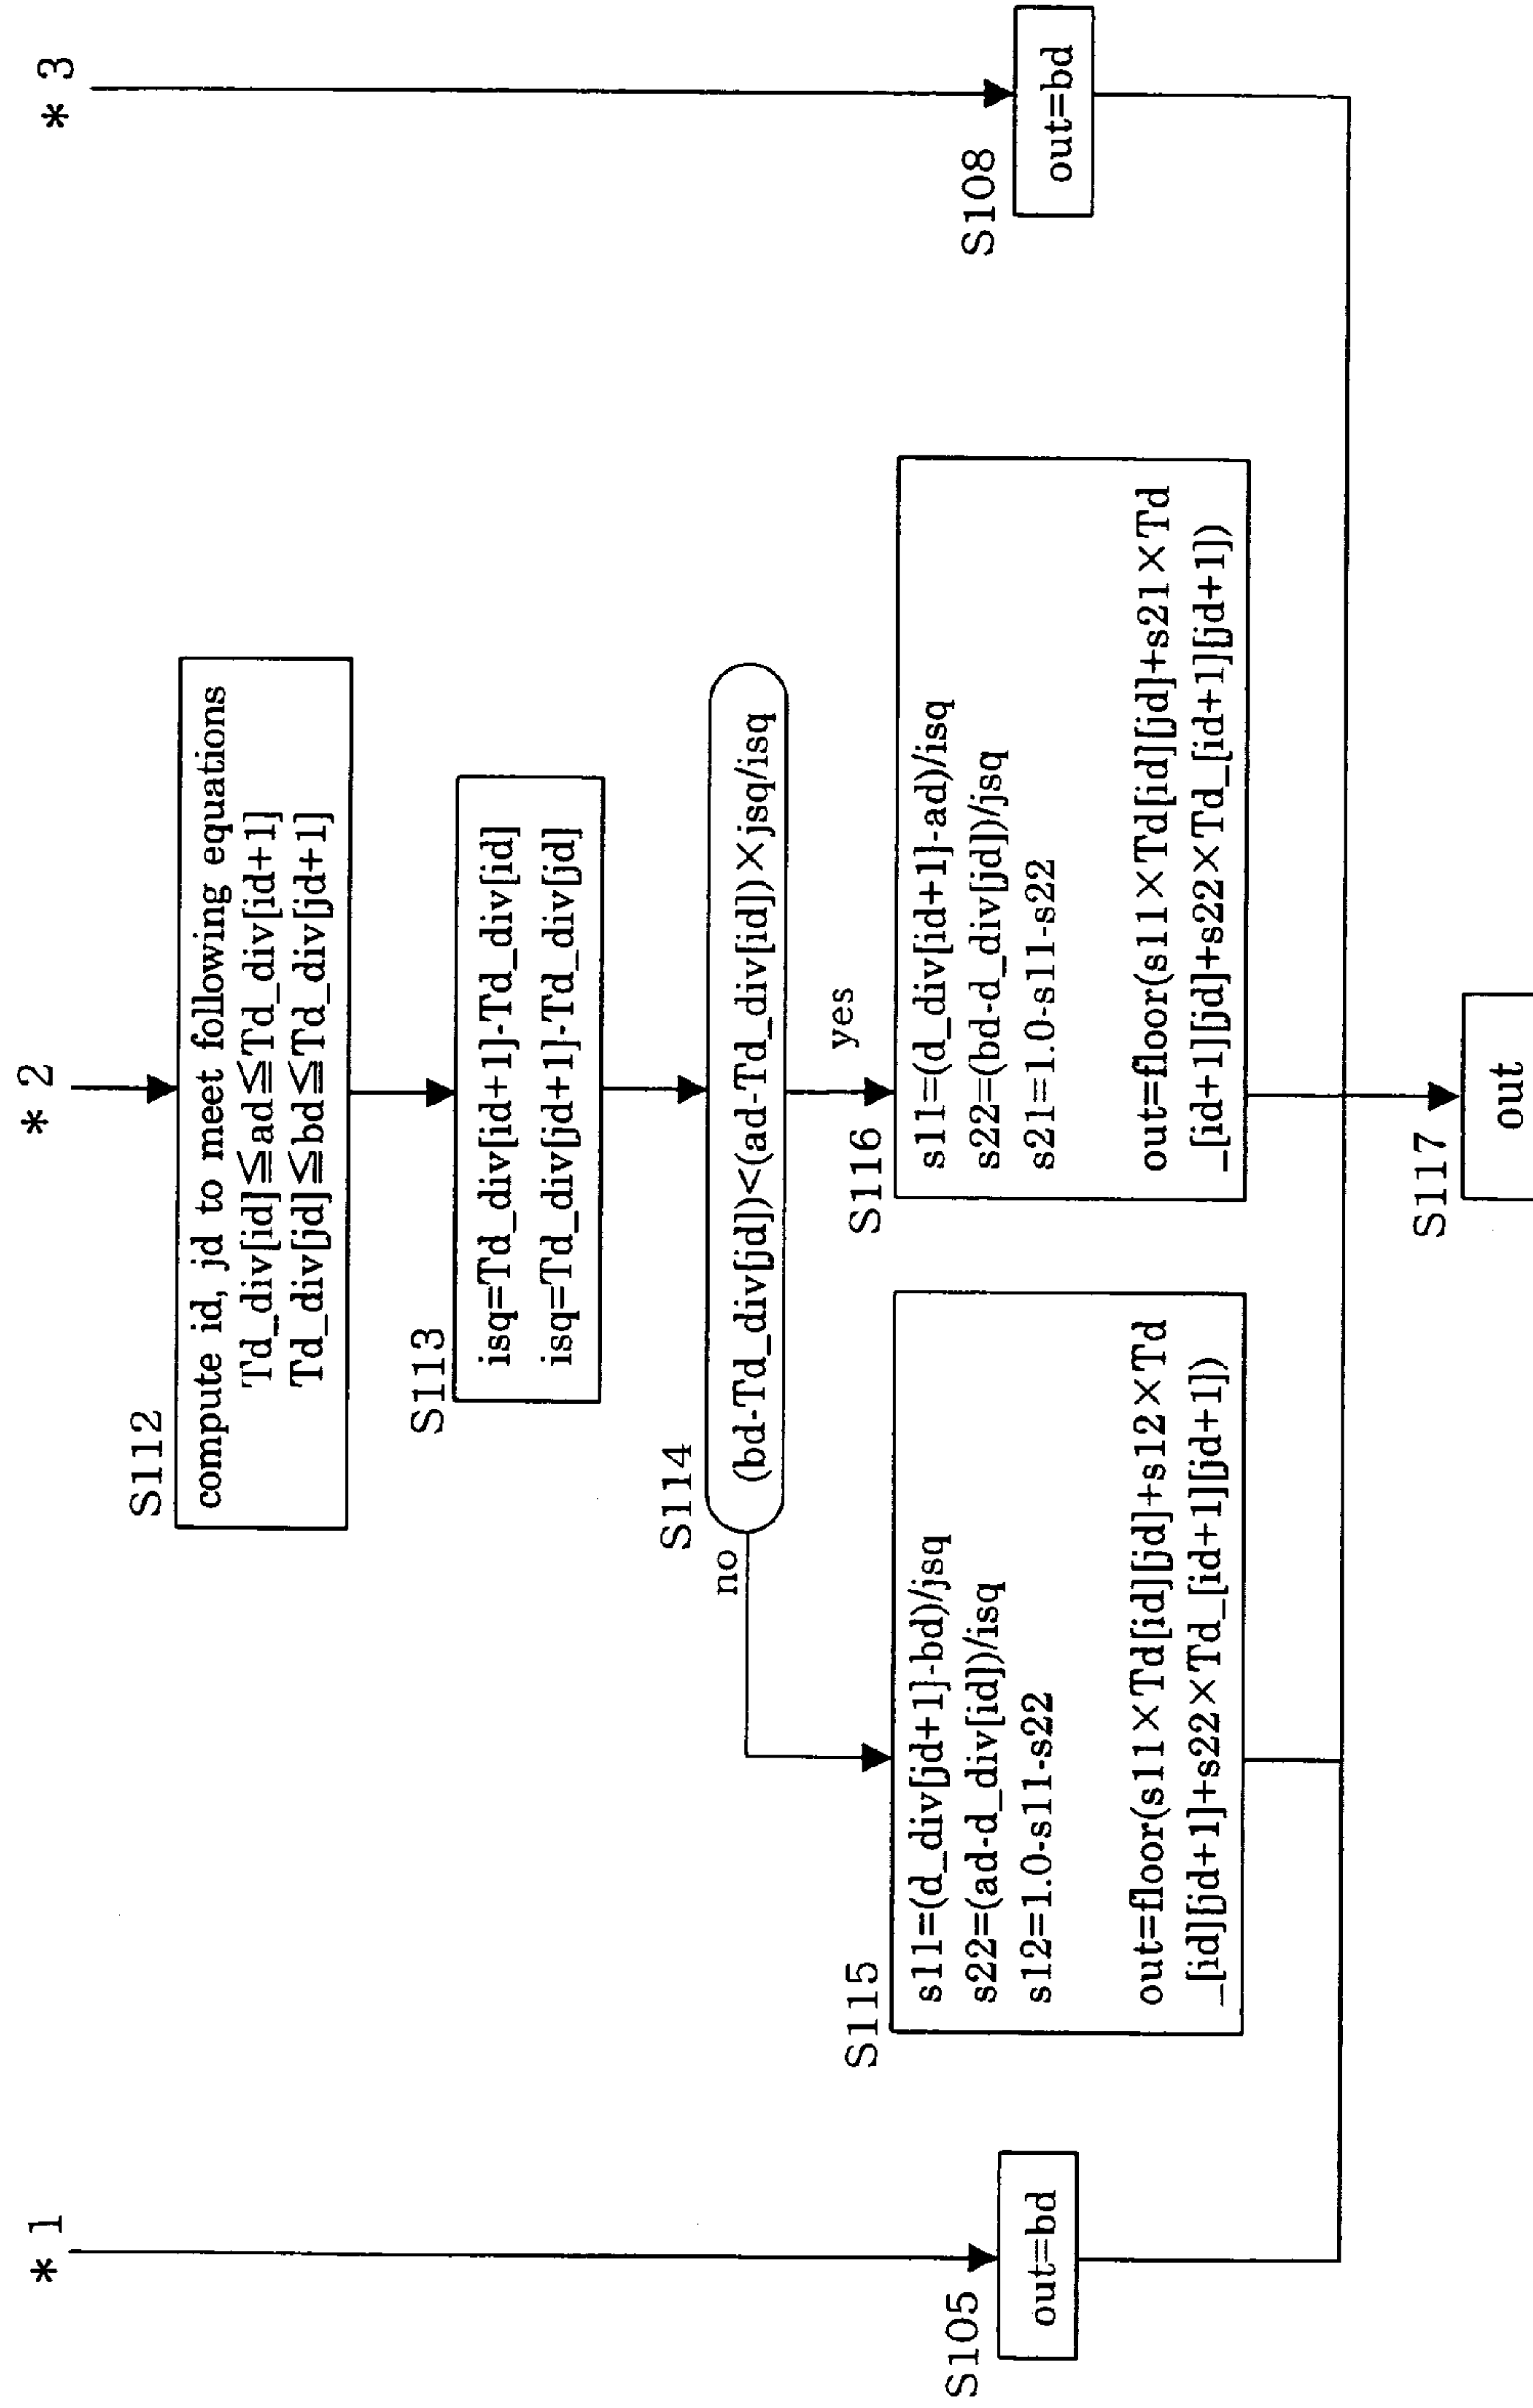 * 1
* 2
* 3
S112
compute id, jd to meet following equations
Td_div[id]≦ad≦Td_div[id+1]
Td_div[jd]≦bd≦Td_div[jd+1]
S113
isq=Td_div[id+1]-Td_div[id]
isq=Td_div[jd+1]-Td_div[jd]
S114
(bd-Td_div[jd])<(ad-Td_div[id])×jsq/isq
no
yes
S115
s11=(d_div[jd+1]-bd)/jsq
s22=(ad-d_div[id])/isq
s12=1.0-s11-s22
out=floor(s11×Td[id][jd]+s12×Td
_[id][jd+1]+s22×Td_[id+1][jd+1])
S116
s11=(d_div[id+1]-ad)/isq
s22=(bd-d_div[jd])/jsq
s21=1.0-s11-s22
out=floor(s11×Td[id][jd]+s21×Td
_[id+1][jd]+s22×Td_[id+1][jd+1])
S105
out=bd
S108
out=bd
S117
out